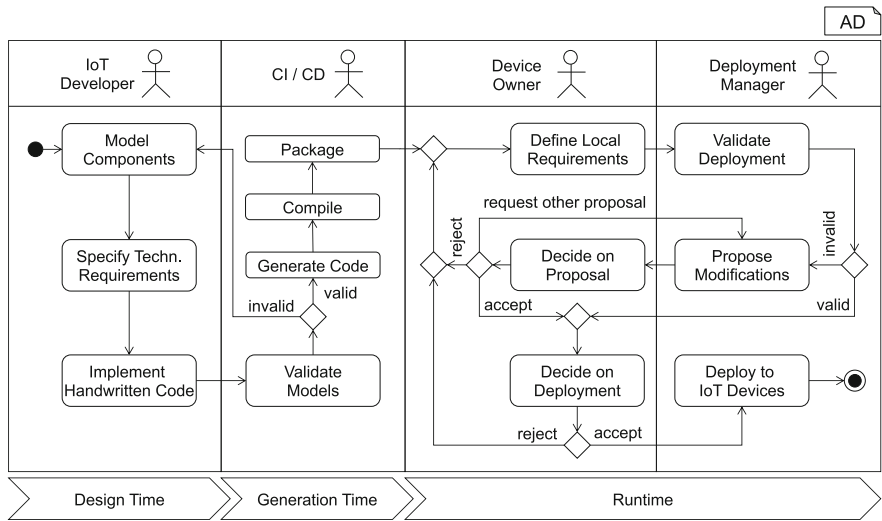 AD
IoT
Developer
CI / CD
Device
Owner
Deployment
Manager
Model
Components
Package
Define Local
Requirements
Validate
Deployment
Compile
request other proposal
reject
invalid
Specify Techn.
Requirements
Generate Code
Decide on
Proposal
Propose
Modifications
invalid
valid
accept
valid
Implement
Handwritten Code
Validate
Models
Decide on
Deployment
Deploy to
IoT Devices
reject
accept
Design Time
Generation Time
Runtime